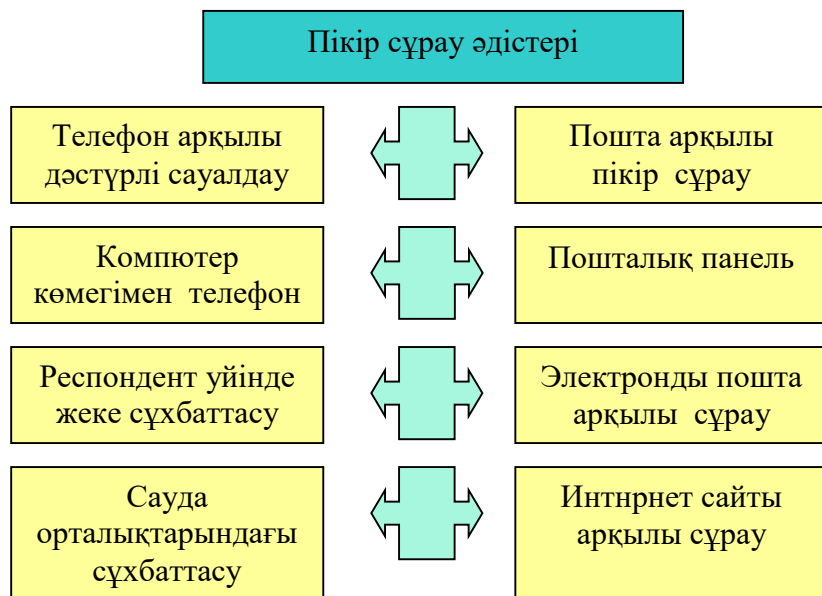 Пікір сұрау әдістері
Телефон арқылы
дәстүрлі сауалдау
Пошта арқылы
пікір сұрау
Компютер
көмегімен телефон
Пошталық панель
Респондент уйінде
жеке сұхбаттасу
Электронды пошта
арқылы сұрау
Сауда
орталықтарындағы
сұхбаттасу
Интнрнет сайты
арқылы сұрау